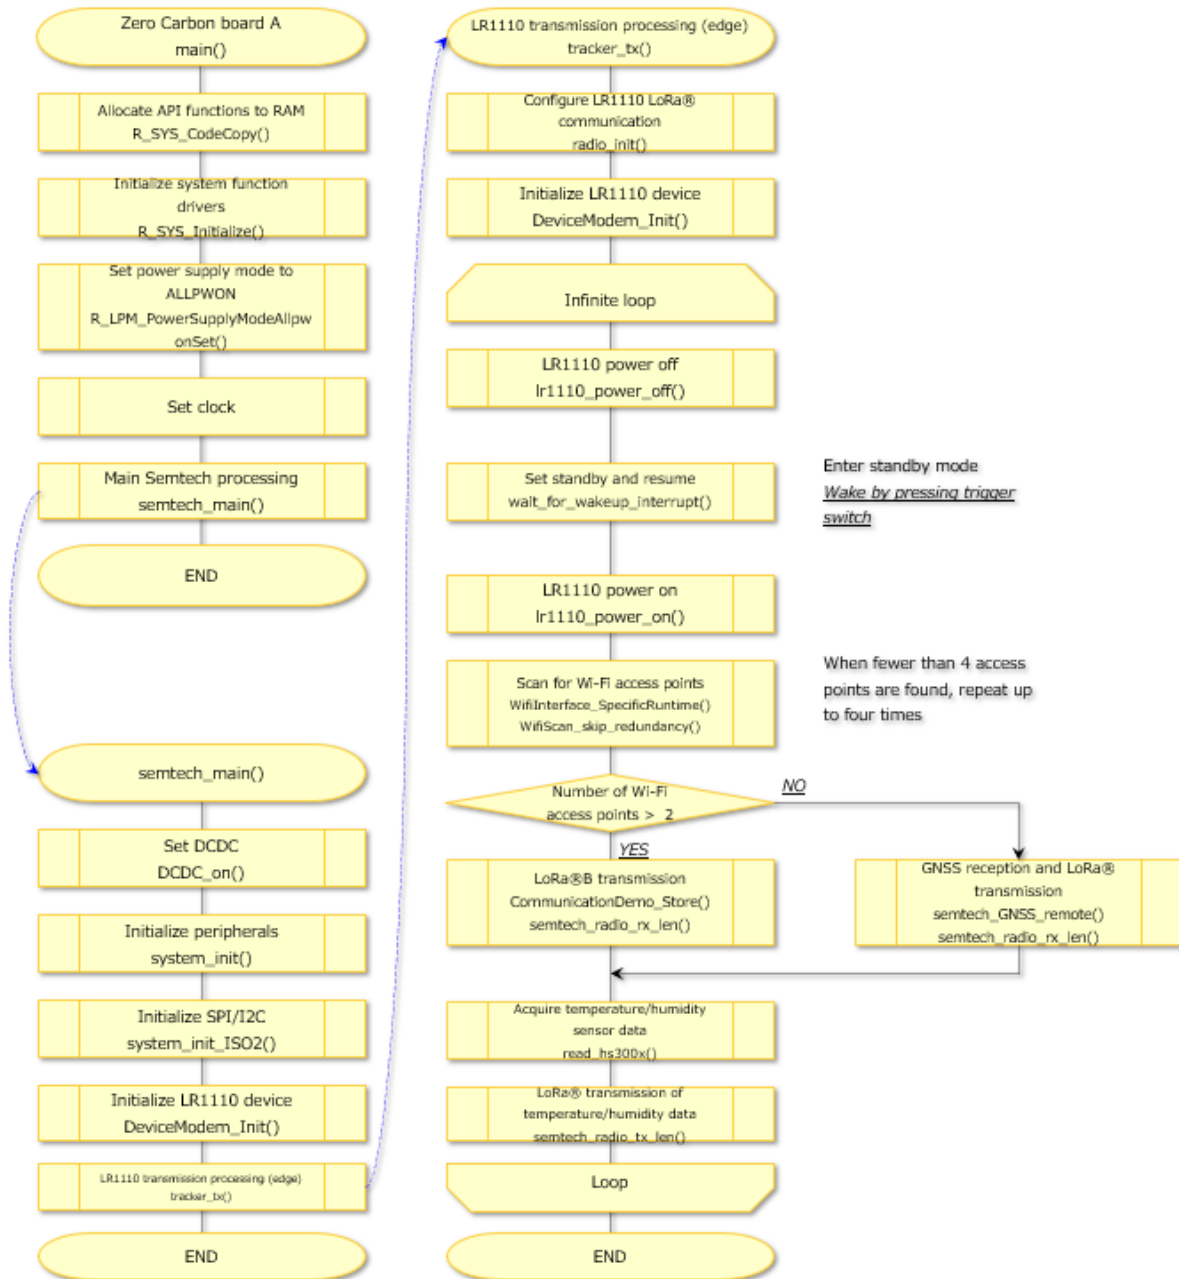 Zero Carbon board A
main()
Allocate API functions to RAM
R_SYS_CodeCopy()
Initialize system function
drivers
R_SYS_Initialize()
Set power supply mode to
ALLPWON
R_LPM_PowerSupplyModeAllpw
onSet()
Set clock
Main Semtech processing
semtech_main()
END
semtech_main()
Set DCDC
DCDC_on()
Initialize peripherals
system_init()
Initialize SPI/I2C
system_init_ISO2()
Initialize LR1110 device
DeviceModem_Init()
LR1110 transmission processing (edge)
tracker_tx()
END
LR1110 transmission processing (edge)
tracker_tx()
Configure LR1110 LoRa®
communication
radio_init()
Initialize LR1110 device
DeviceModem_Init()
Infinite loop
LR1110 power off
lr1110_power_off()
Set standby and resume
wait_for_wakeup_interrupt()
Enter standby mode
Wake by pressing trigger
switch
LR1110 power on
lr1110_power_on()
Scan for Wi-Fi access points
WifiInterface_SpecificRuntime()
WifiScan_skip_redundancy()
When fewer than 4 access
points are found, repeat up
to four times
Number of Wi-Fi
access points > 2
NO
YES
LoRa®B transmission
CommunicationDemo_Store()
semtech_radio_rx_len()
GNSS reception and LoRa®
transmission
semtech_GNSS_remote()
semtech_radio_rx_len()
Acquire temperature/humidity
sensor data
read_hs300x()
LoRa® transmission of
temperature/humidity data
semtech_radio_tx_len()
Loop
END